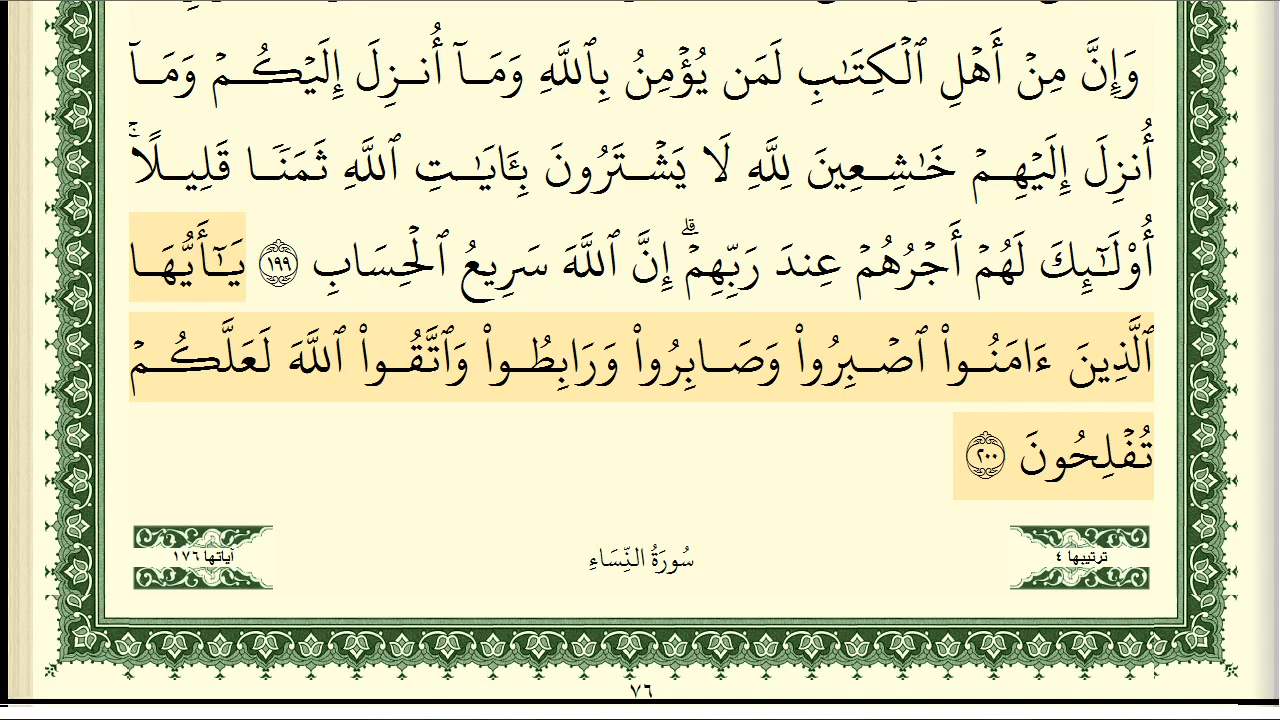 وَإِنَّ مِنْ أَهْلِ ٱلْكِتَٰبِ لَمَن يُؤْمِنُ بِٱللَّهِ وَمَآ أُنزِلَ إِلَيْكُمْ وَمَآ
أُنزِلَ إِلَيْهِمْ خَٰشِعِينَ لِلَّهِ لَا يَشْتَرُونَ بِـَٔايَٰتِ ٱللَّهِ ثَمَنًا قَلِيلًا ۚ
أُو۟لَٰٓئِكَ لَهُمْ أَجْرُهُمْ عِندَ رَبِّهِمْ ۗ إِنَّ ٱللَّهَ سَرِيعُ ٱلْحِسَابِ ١٩٩ يَٰٓأَيُّهَا
ٱلَّذِينَ ءَامَنُوا۟ ٱصْبِرُوا۟ وَصَابِرُوا۟ وَرَابِطُوا۟ وَٱتَّقُوا۟ ٱللَّهَ لَعَلَّكُمْ
تُفْلِحُونَ ٢٠٠
ترتيبها ٤ سُورَةُ النِّسَاءِ آياتها ١٧٦
٧٦